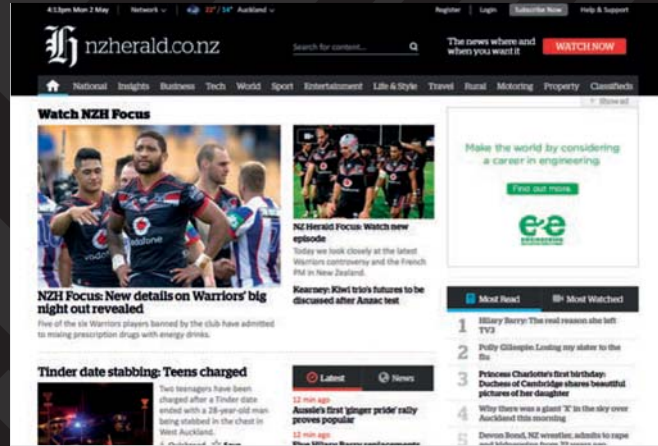 4:13pm Mon 2 May
Network
22°/14° Auckland
Register
Login
Subscribe Now
Help & Support
nzherald.co.nz
Search for content...
The news where and
when you want it
WATCH NOW
National Insights Business Tech World Sport Entertainment Life & Style Travel Rural Motoring Property Classifieds
Show ad
Watch NZH Focus
NZH Focus: New details on Warriors' big
night out revealed
Five of the six Warriors players banned by the club have admitted
to mixing prescription drugs with energy drinks.
NZ Herald Focus: Watch new
episode
Today we look closely at the latest
Warriors controversy and the French
PM in New Zealand.
Kearney: Kiwi trio's futures to be
discussed after Anzac test
Make the world by considering
a career in engineering
Find out more
e2e
Most Read
Most Watched
1 Hilary Barry: The real reason she left
TV3
2 Polly Gillespie: Losing my sister to the
flu
3 Princess Charlotte's first birthday:
Duchess of Cambridge shares beautiful
pictures of her daughter
4 Why there was a giant 'X' in the sky over
Auckland this morning
5 Devon Bond, NZ wrestler, admits to rape
Tinder date stabbing: Teens charged
Two teenagers have been
charged after a Tinder date
ended with a 28-year-old man
being stabbed in the chest in
West Auckland.
Latest
News
12 min ago
Aussie's first 'ginger pride' rally
proves popular
12 min ago